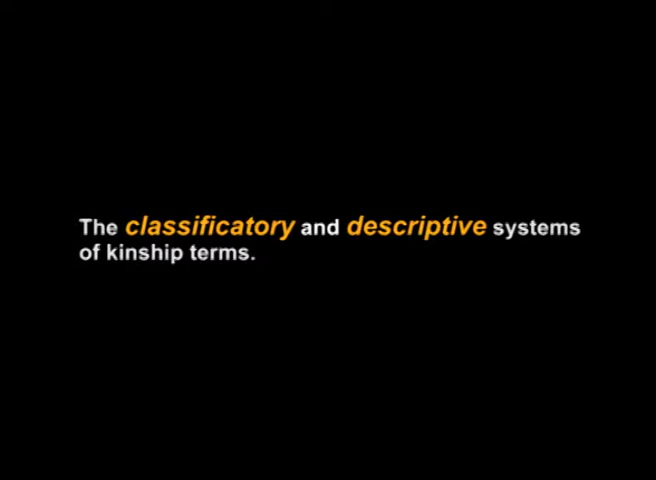 The classificatory and descriptive systems
of kinship terms.